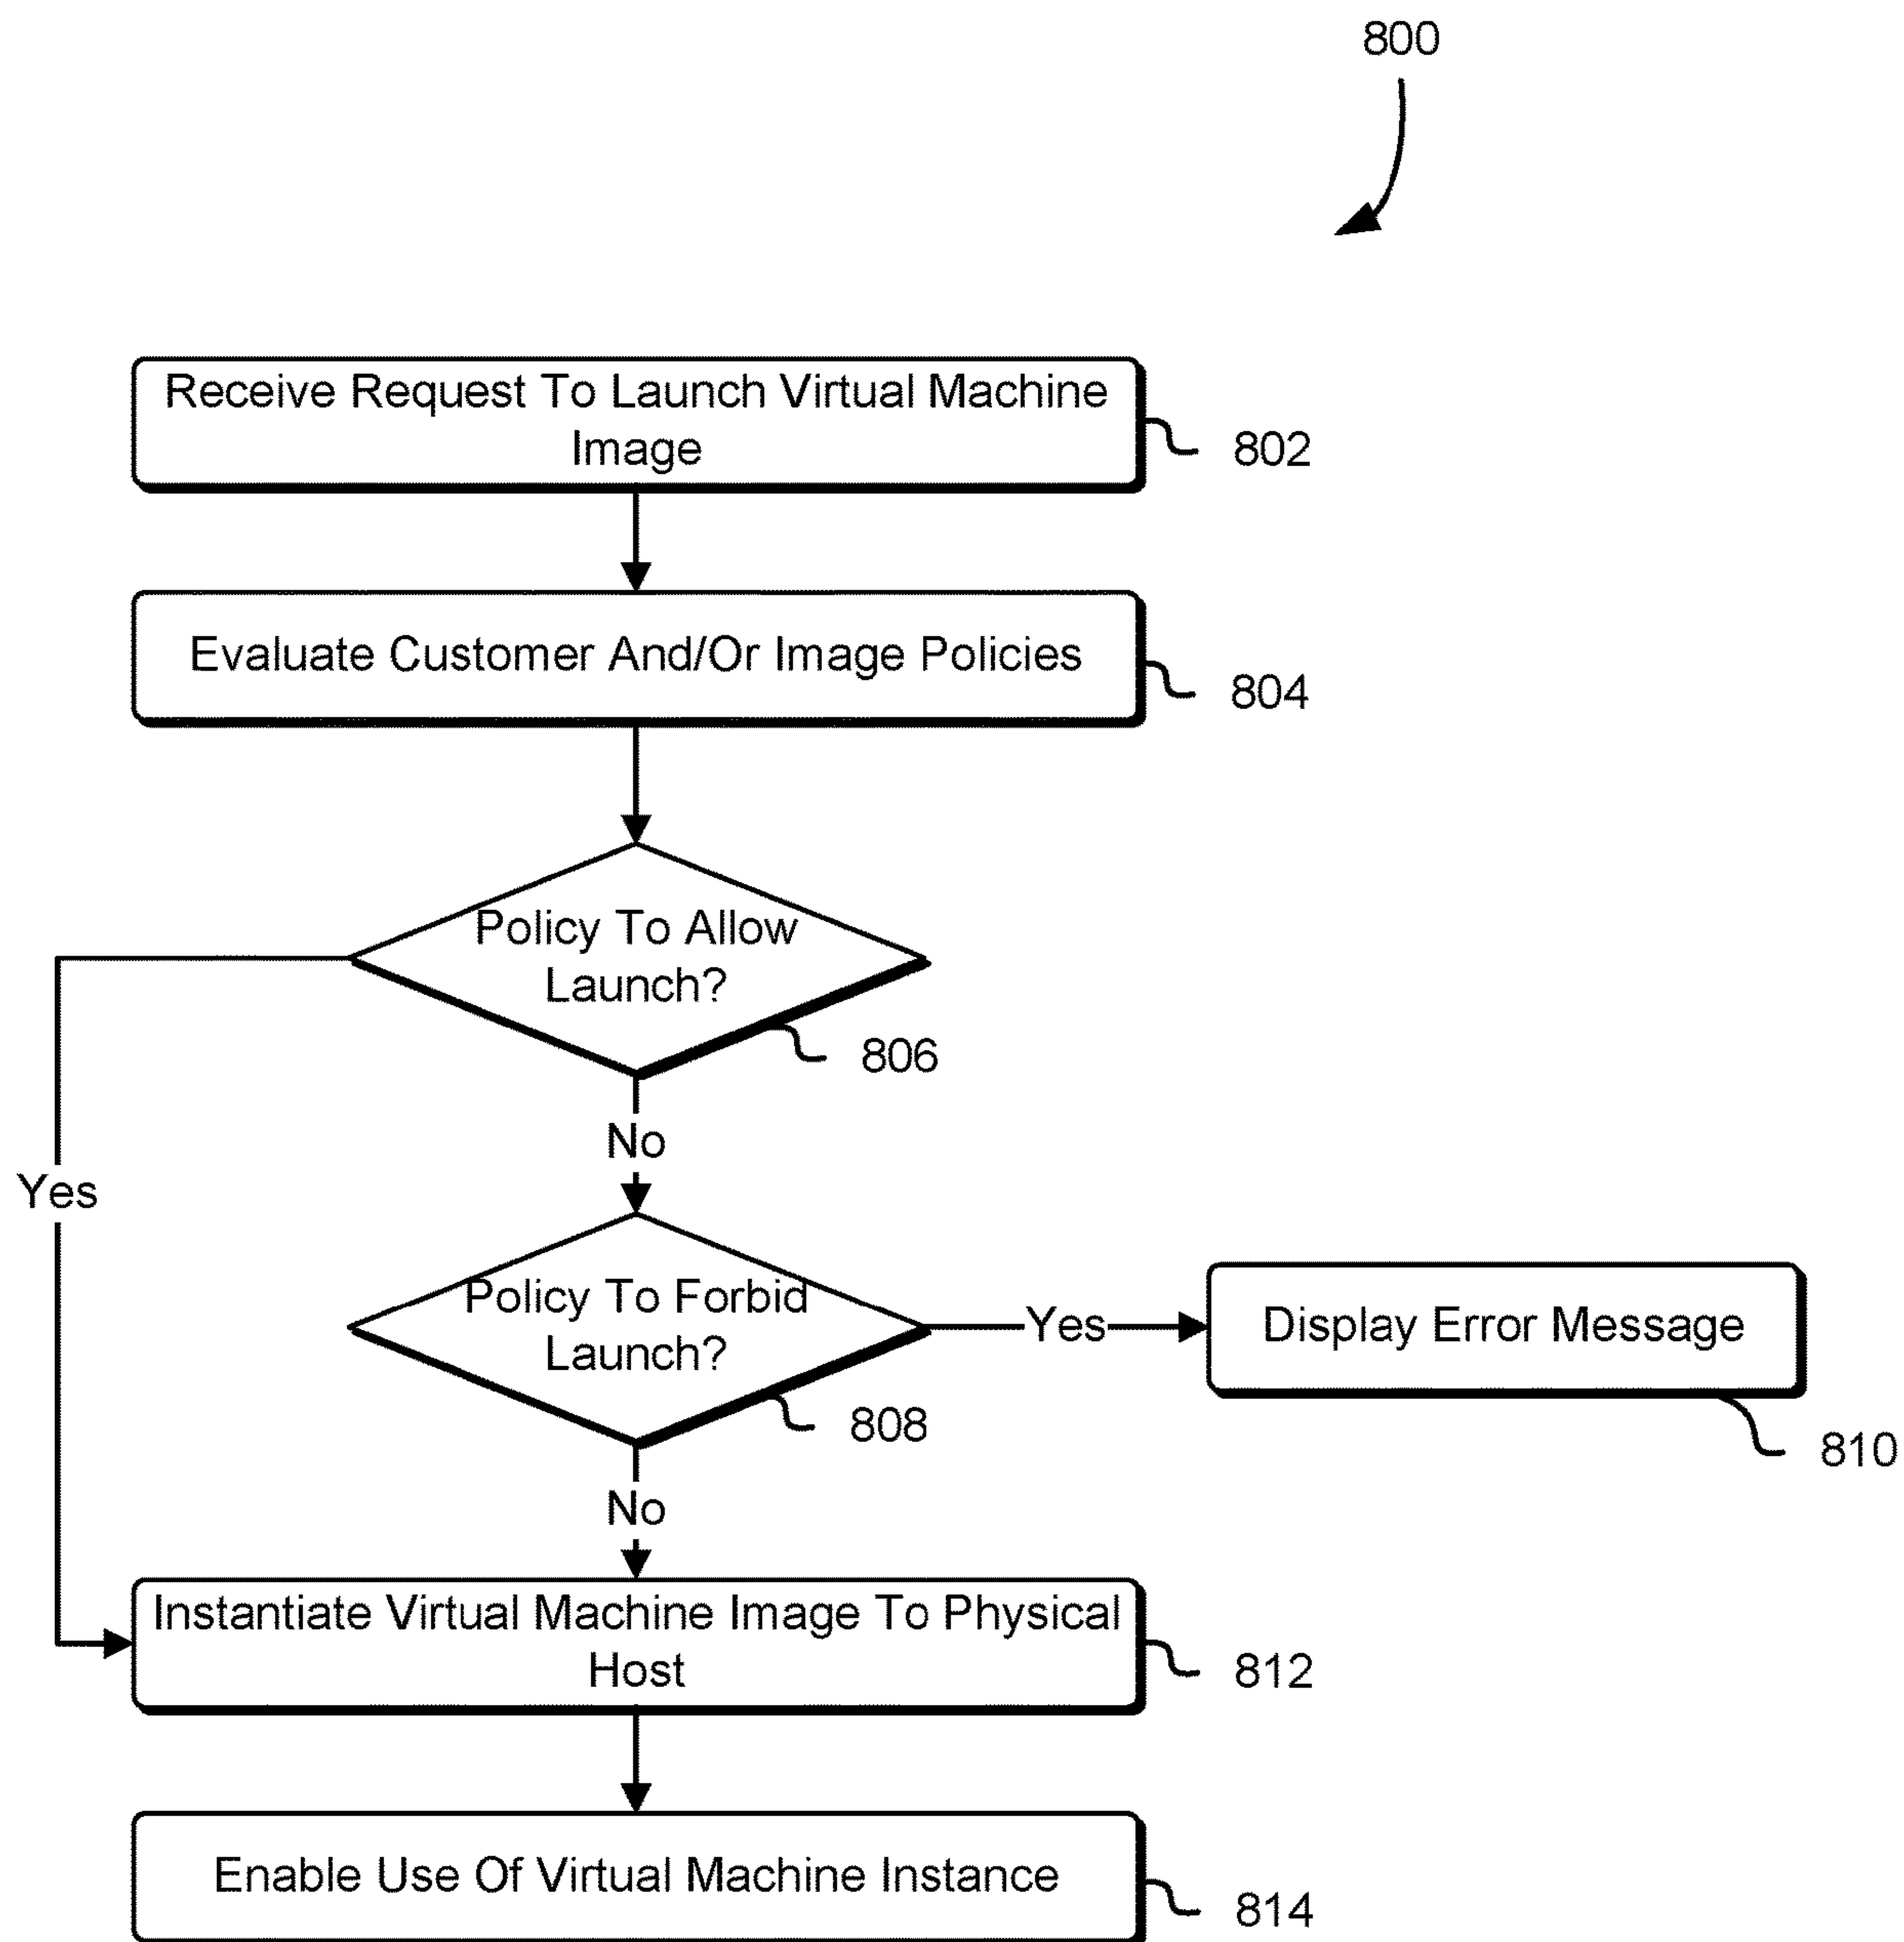 800
Receive Request To Launch Virtual Machine
Image
802
Evaluate Customer And/Or Image Policies
804
Policy To Allow
Launch?
806
No
Yes
Policy To Forbid
Launch?
808
Yes
Display Error Message
810
No
Instantiate Virtual Machine Image To Physical
Host
812
Enable Use Of Virtual Machine Instance
814